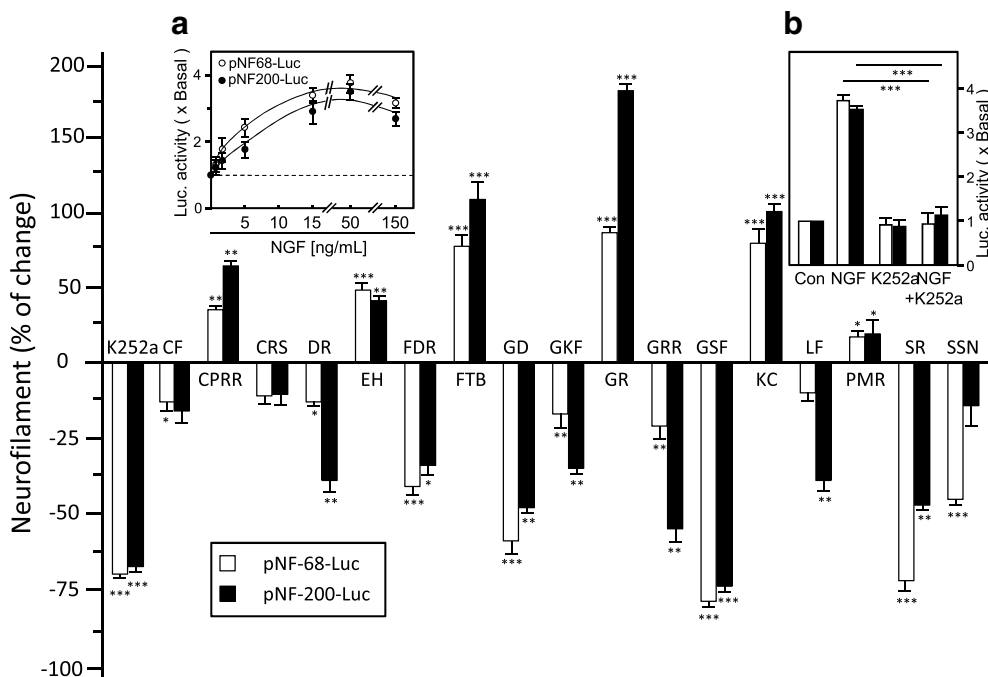 a
b
pNF68-Luc
pNF200-Luc
Luc. activity ( x Basal )
4
2
0
5
10
15
50
150
NGF [ng/mL]
***
***
4
3
2
1
0
Luc. activity ( x Basal )
Con
NGF
K252a
NGF
+K252a
Neurofilament (% of change)
200
150
100
50
0
-25
-50
-75
-100
K252a
CF
CPRR
CRS
DR
EH
FDR
FTB
GD
GKF
GR
GRR
GSF
KC
LF
PMR
SR
SSN
***
***
*
**
**
*
**
***
**
***
*
***
***
***
**
**
**
***
***
**
**
***
***
***
***
**
*
*
***
**
***
pNF-68-Luc
pNF-200-Luc